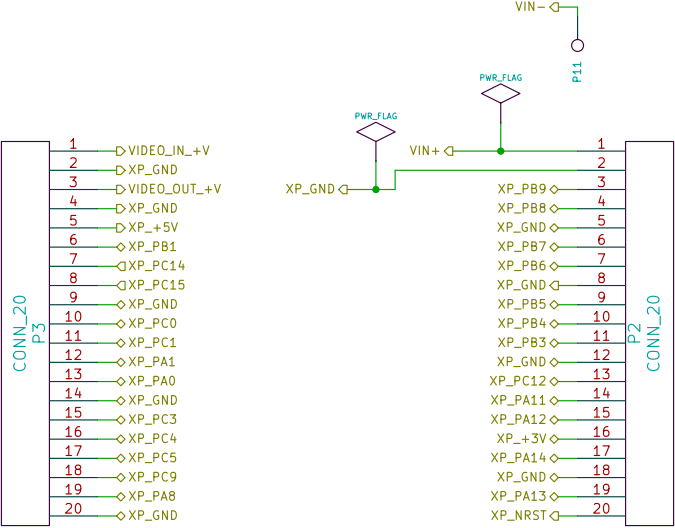 VIN-
P11
PWR_FLAG
PWR_FLAG
VIN+
XP_GND
CONN_20
P3
1 VIDEO_IN_+V
2 XP_GND
3 VIDEO_OUT_+V
4 XP_GND
5 XP_+5V
6 XP_PB1
7 XP_PC14
8 XP_PC15
9 XP_GND
10 XP_PC0
11 XP_PC1
12 XP_PA1
13 XP_PA0
14 XP_GND
15 XP_PC3
16 XP_PC4
17 XP_PC5
18 XP_PC9
19 XP_PA8
20 XP_GND
1
2
XP_PB9 3
XP_PB8 4
XP_GND 5
XP_PB7 6
XP_PB6 7
XP_GND 8
XP_PB5 9
XP_PB4 10
XP_PB3 11
XP_GND 12
XP_PC12 13
XP_PA11 14
XP_PA12 15
XP_+3V 16
XP_PA14 17
XP_GND 18
XP_PA13 19
XP_NRST 20
P2
CONN_20